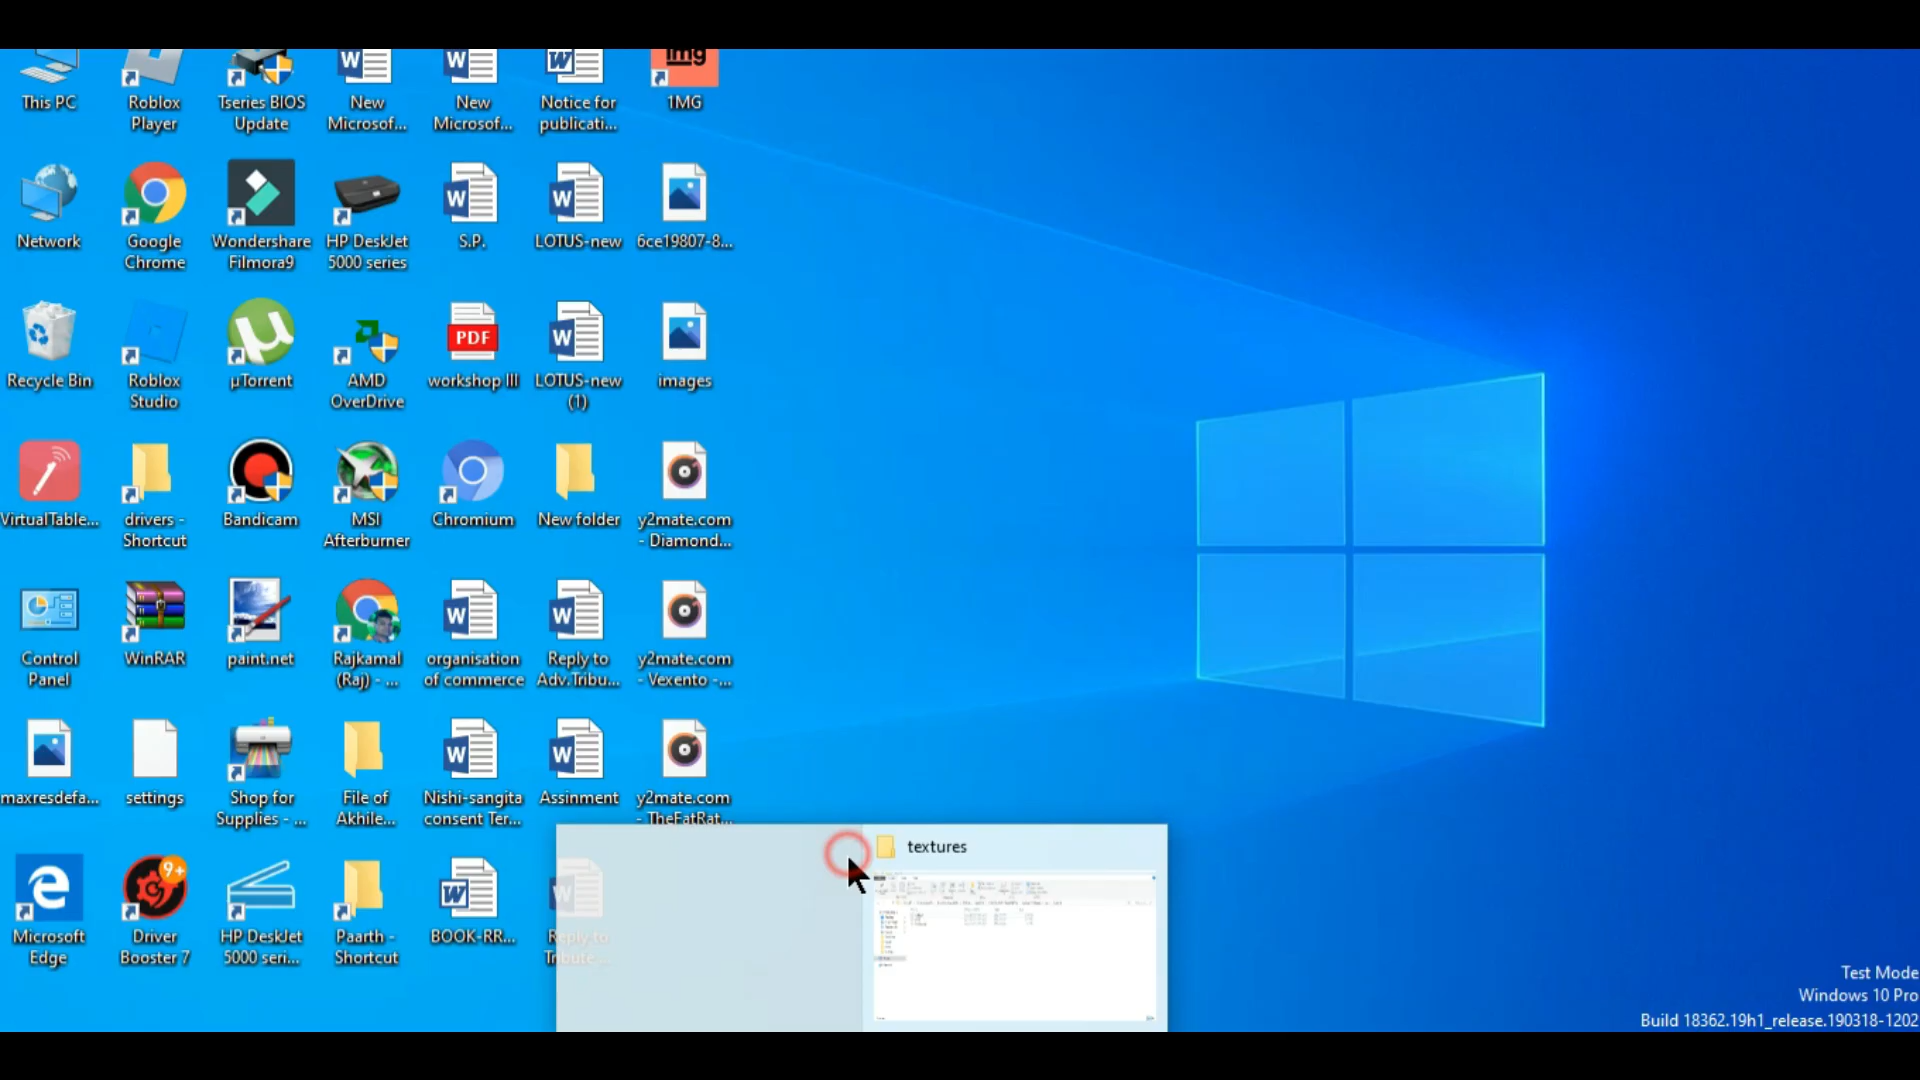 This PC
Roblox
Player
Tseries BIOS
Update
New
Microsof...
New
Microsof...
Notice for
publicati...
img
1MG
Network
Google
Chrome
Wondershare
Filmora9
HP DeskJet
5000 series
S.P.
LOTUS-new
6ce19807-8...
Recycle Bin
Roblox
Studio
µTorrent
AMD
OverDrive
PDF
workshop III
LOTUS-new
(1)
images
VirtualTable...
drivers -
Shortcut
Bandicam
MSI
Afterburner
Chromium
New folder
y2mate.com
- Diamond...
Control
Panel
WinRAR
paint.net
Rajkamal
(Raj) - ...
organisation
of commerce
Reply to
Adv.Tribu...
y2mate.com
- Vexento -...
maxresdefa...
settings
Shop for
Supplies - ...
File of
Akhile...
Nishi-sangita
consent Ter...
Assinment
y2mate.com
- TheFatRat...
textures
9+
Microsoft
Edge
Driver
Booster 7
HP DeskJet
5000 seri...
Paarth -
Shortcut
BOOK-RR...
Reply to
Tribute ...
Test Mode
Windows 10 Pro
Build 18362.19h1_release.190318-1202